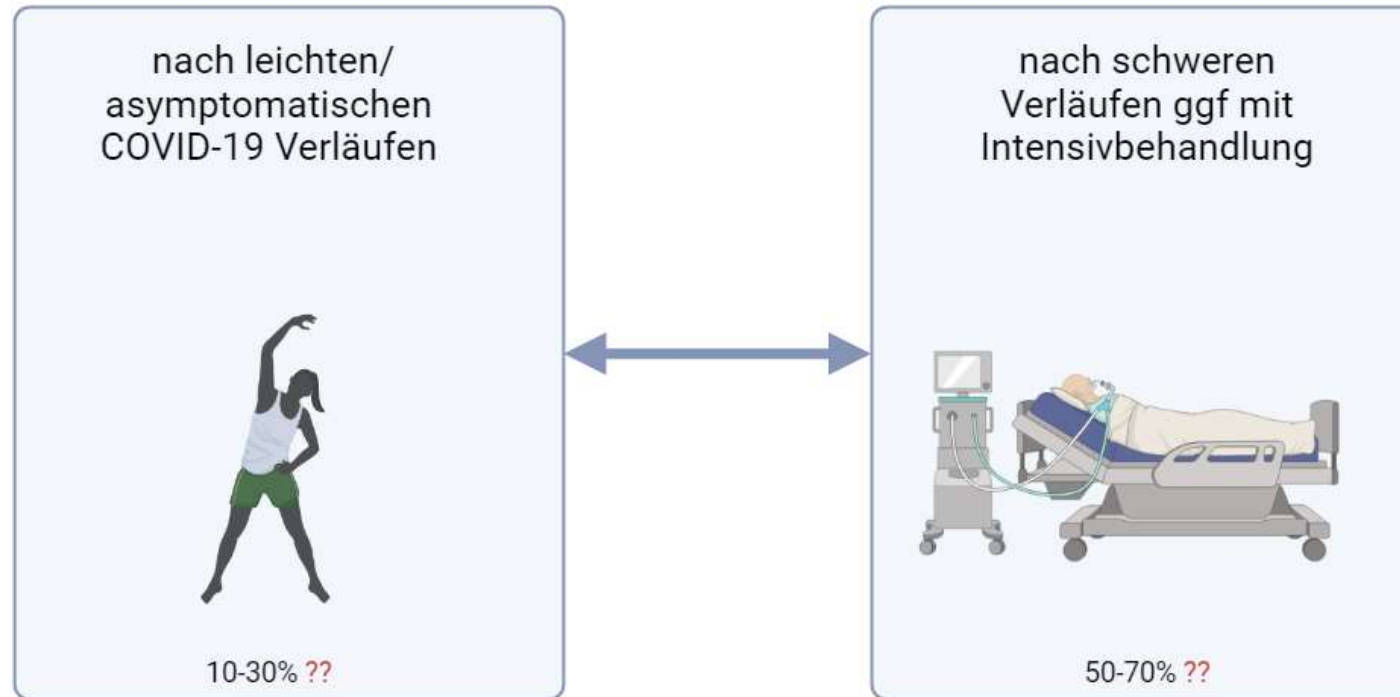 nach leichten/
asymptomatischen
COVID-19 Verläufen
10-30% ??
nach schweren
Verläufen ggf mit
Intensivbehandlung
50-70% ??